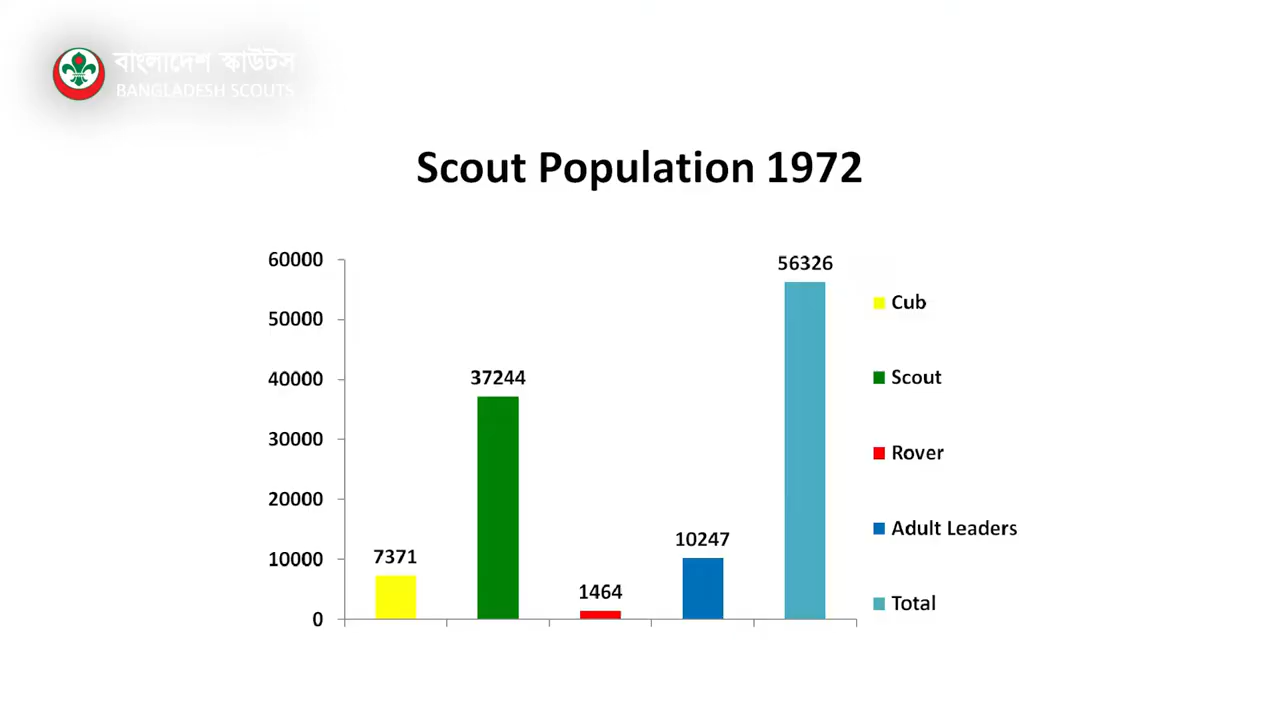 বাংলাদেশ স্কাউটস
BANGLADESH SCOUTS
Scout Population 1972
60000
50000
40000
30000
20000
10000
0
7371
37244
1464
10247
56326
Cub
Scout
Rover
Adult Leaders
Total